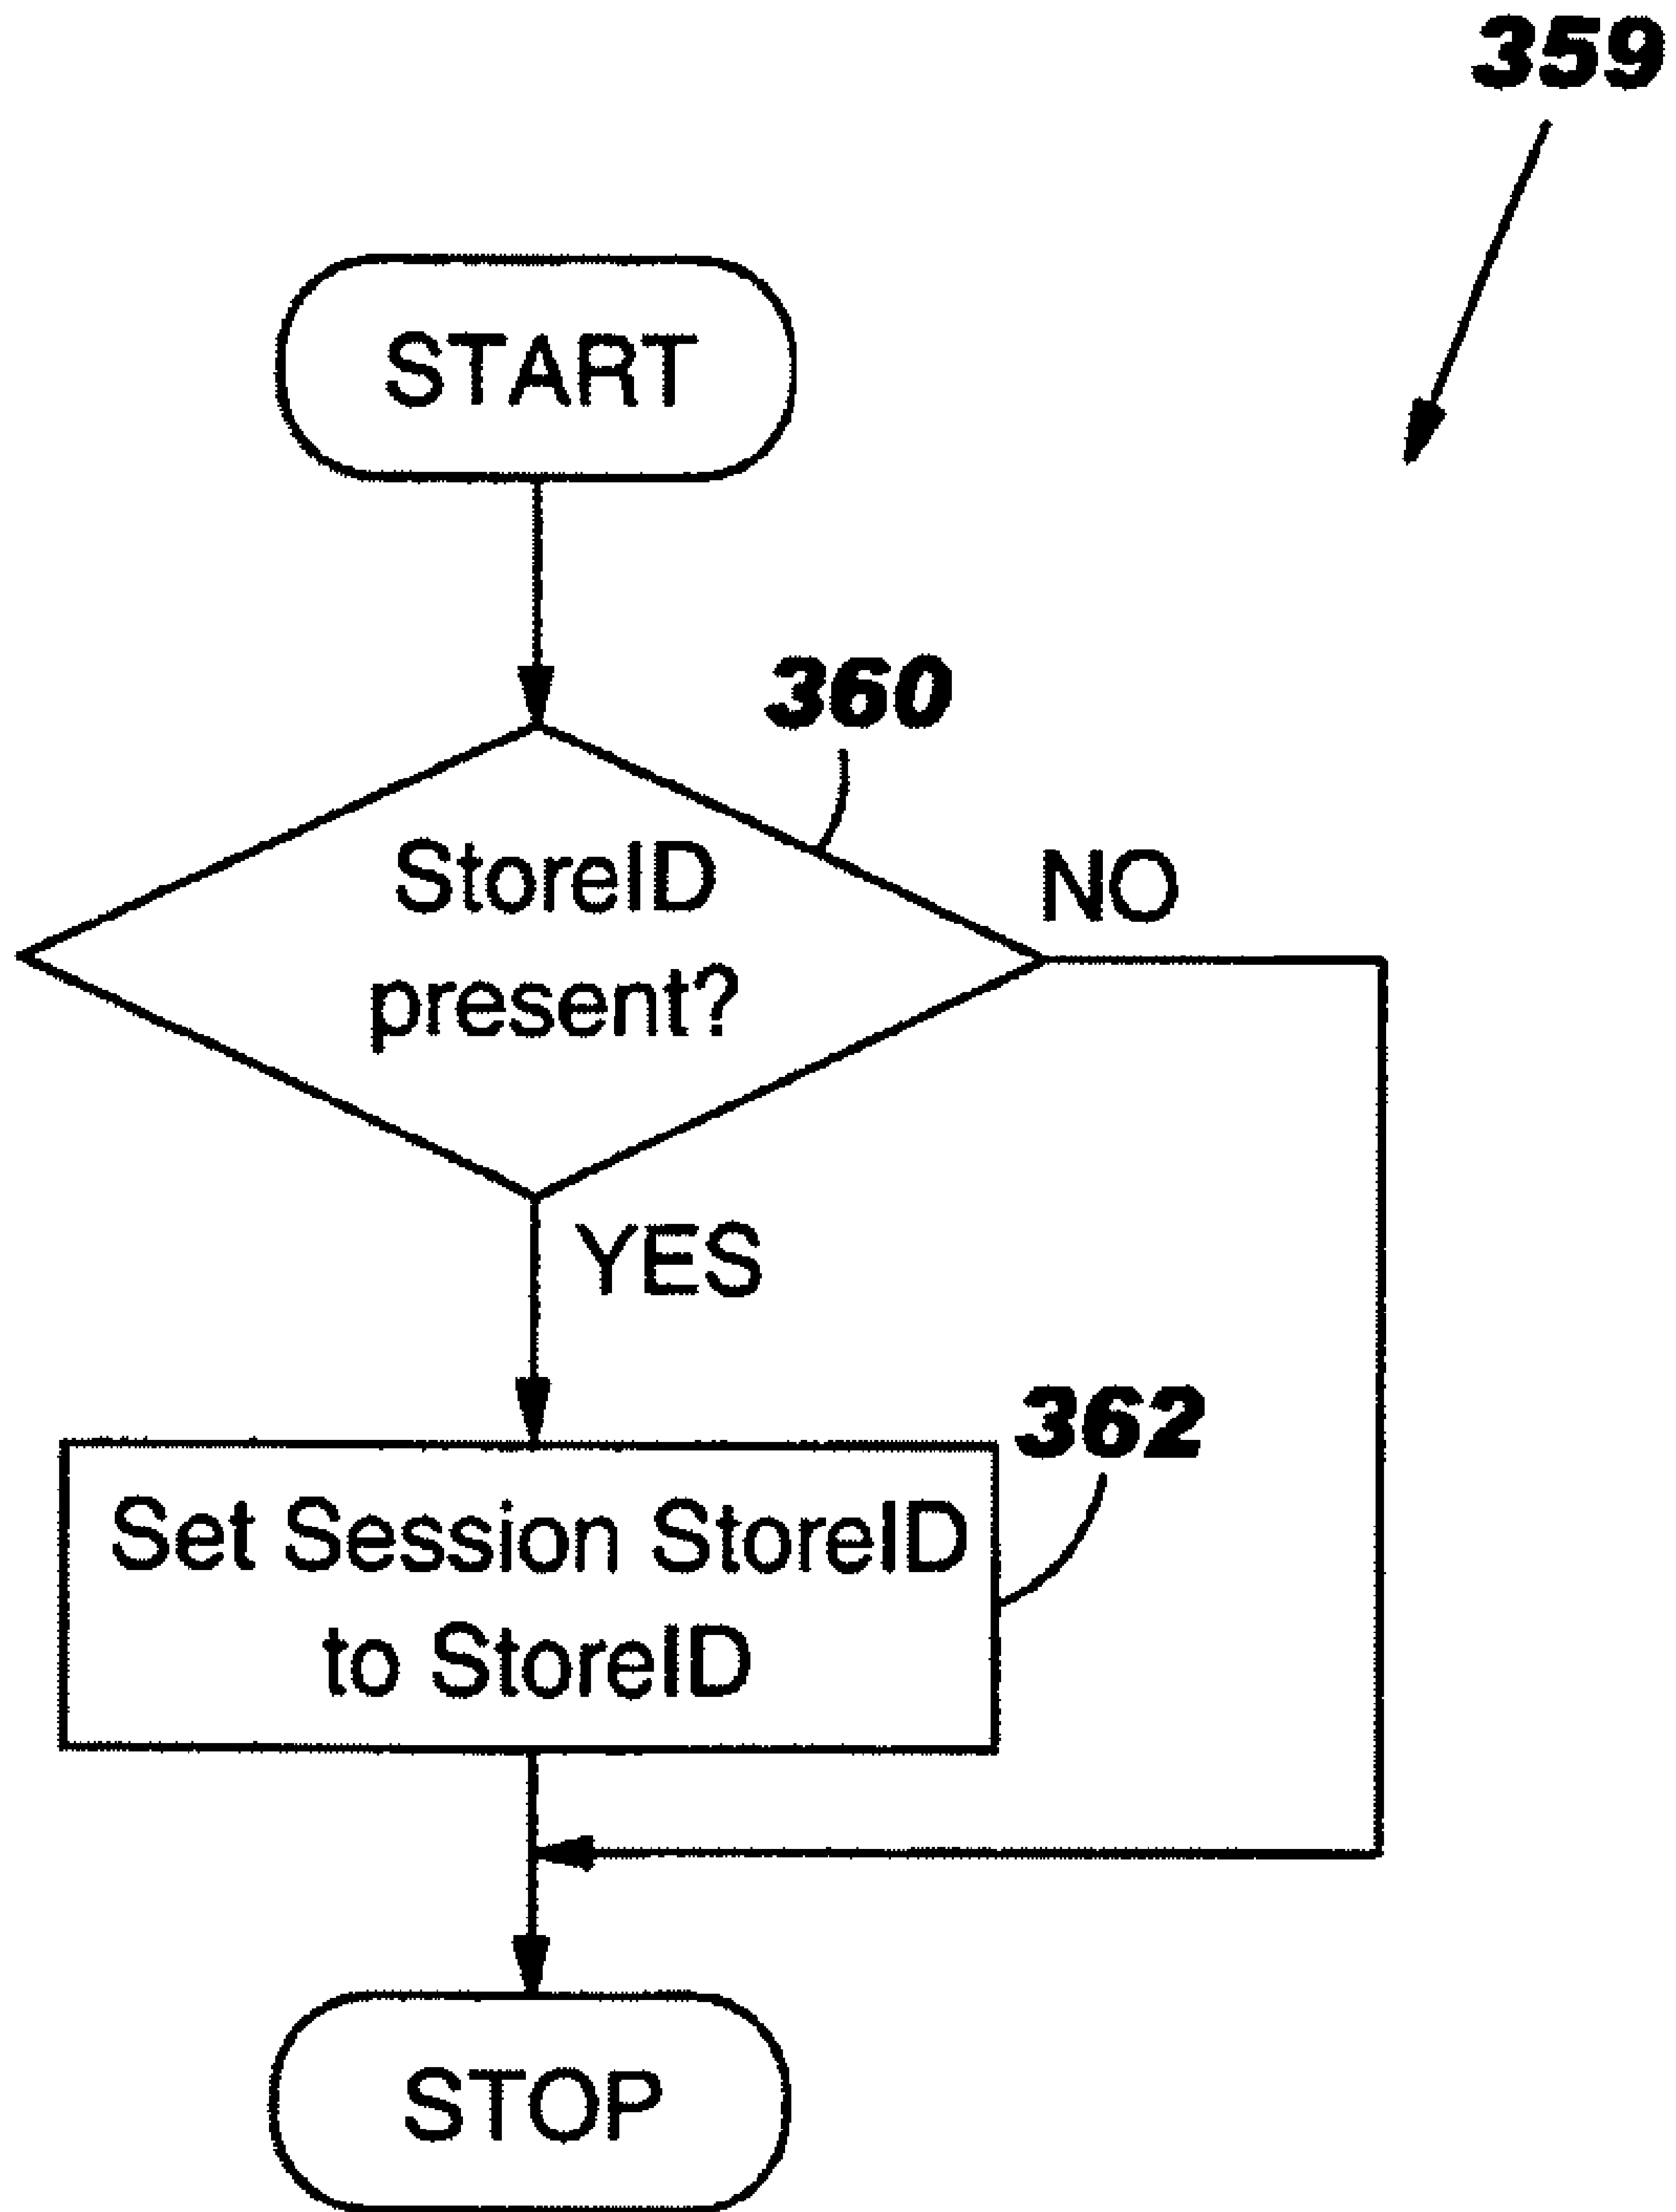 359
START
360
StoreID
present?
NO
YES
362
Set Session StoreID
to StoreID
STOP